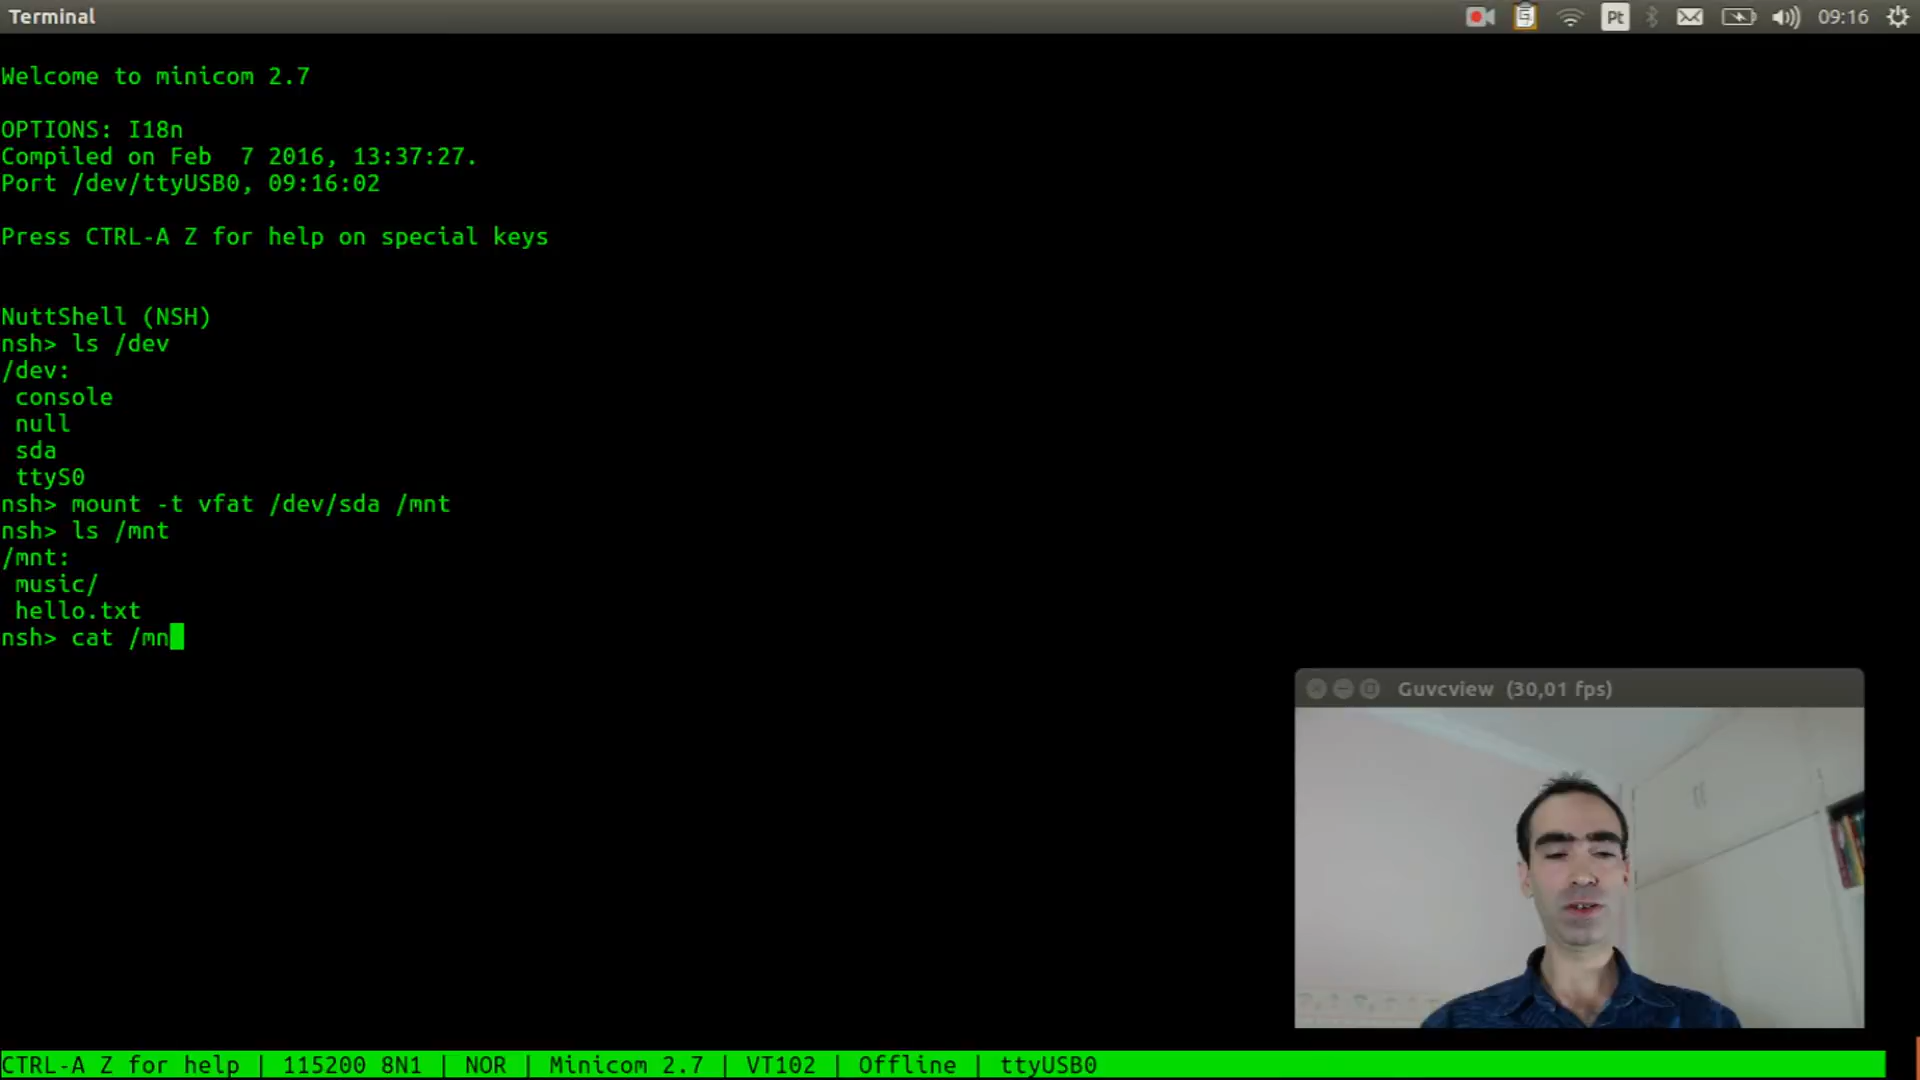 Terminal
Pt
09:16
Welcome to minicom 2.7
OPTIONS: I18n
Compiled on Feb  7 2016, 13:37:27.
Port /dev/ttyUSB0, 09:16:02
Press CTRL-A Z for help on special keys
NuttShell (NSH)
nsh> ls /dev
/dev:
console
null
sda
ttyS0
nsh> mount -t vfat /dev/sda /mnt
nsh> ls /mnt
/mnt:
music/
hello.txt
nsh> cat /mn
Guvcview (30,01 fps)
CTRL-A Z for help | 115200 8N1 | NOR | Minicom 2.7 | VT102 | Offline | ttyUSB0